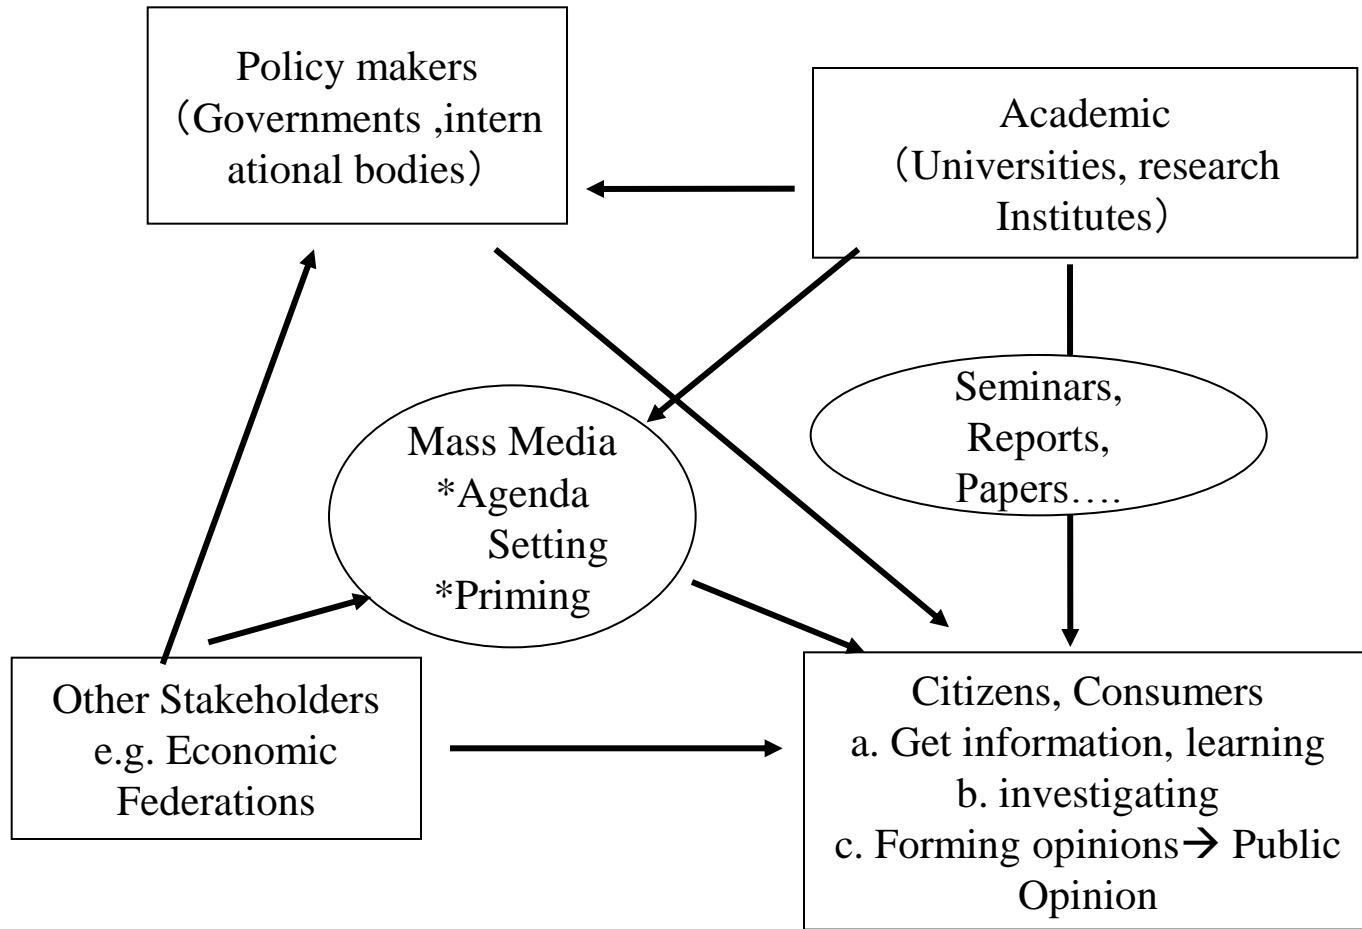 Policy makers
（Governments ,intern
ational bodies）
Academic
（Universities, research
Institutes）
Seminars,
Reports,
Papers….
Mass Media
*Agenda
Setting
*Priming
Other Stakeholders
e.g. Economic
Federations
Citizens, Consumers
a. Get information, learning
b. investigating
c. Forming opinions→ Public
Opinion